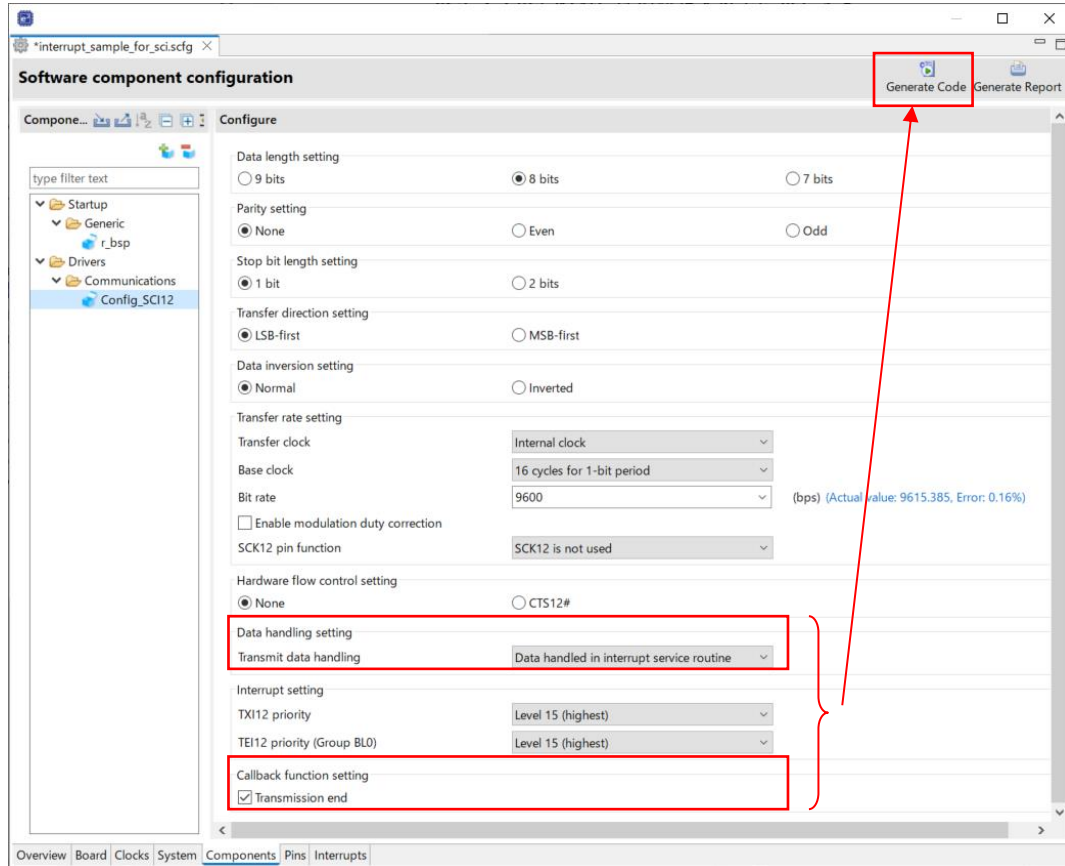 *interrupt_sample_for_sci.scfg
Software component configuration
Generate Code Generate Report
Compone...
Configure
type filter text
Startup
Generic
r_bsp
Drivers
Communications
Config_SCI12
Data length setting
9 bits 8 bits 7 bits
Parity setting
None Even Odd
Stop bit length setting
1 bit 2 bits
Transfer direction setting
LSB-first MSB-first
Data inversion setting
Normal Inverted
Transfer rate setting
Transfer clock Internal clock
Base clock 16 cycles for 1-bit period
Bit rate 9600 (bps) (Actual value: 9615.385, Error: 0.16%)
Enable modulation duty correction
SCK12 pin function SCK12 is not used
Hardware flow control setting
None CTS12#
Data handling setting
Transmit data handling Data handled in interrupt service routine
Interrupt setting
TXI12 priority Level 15 (highest)
TEI12 priority (Group BL0) Level 15 (highest)
Callback function setting
Transmission end
Overview Board Clocks System Components Pins Interrupts